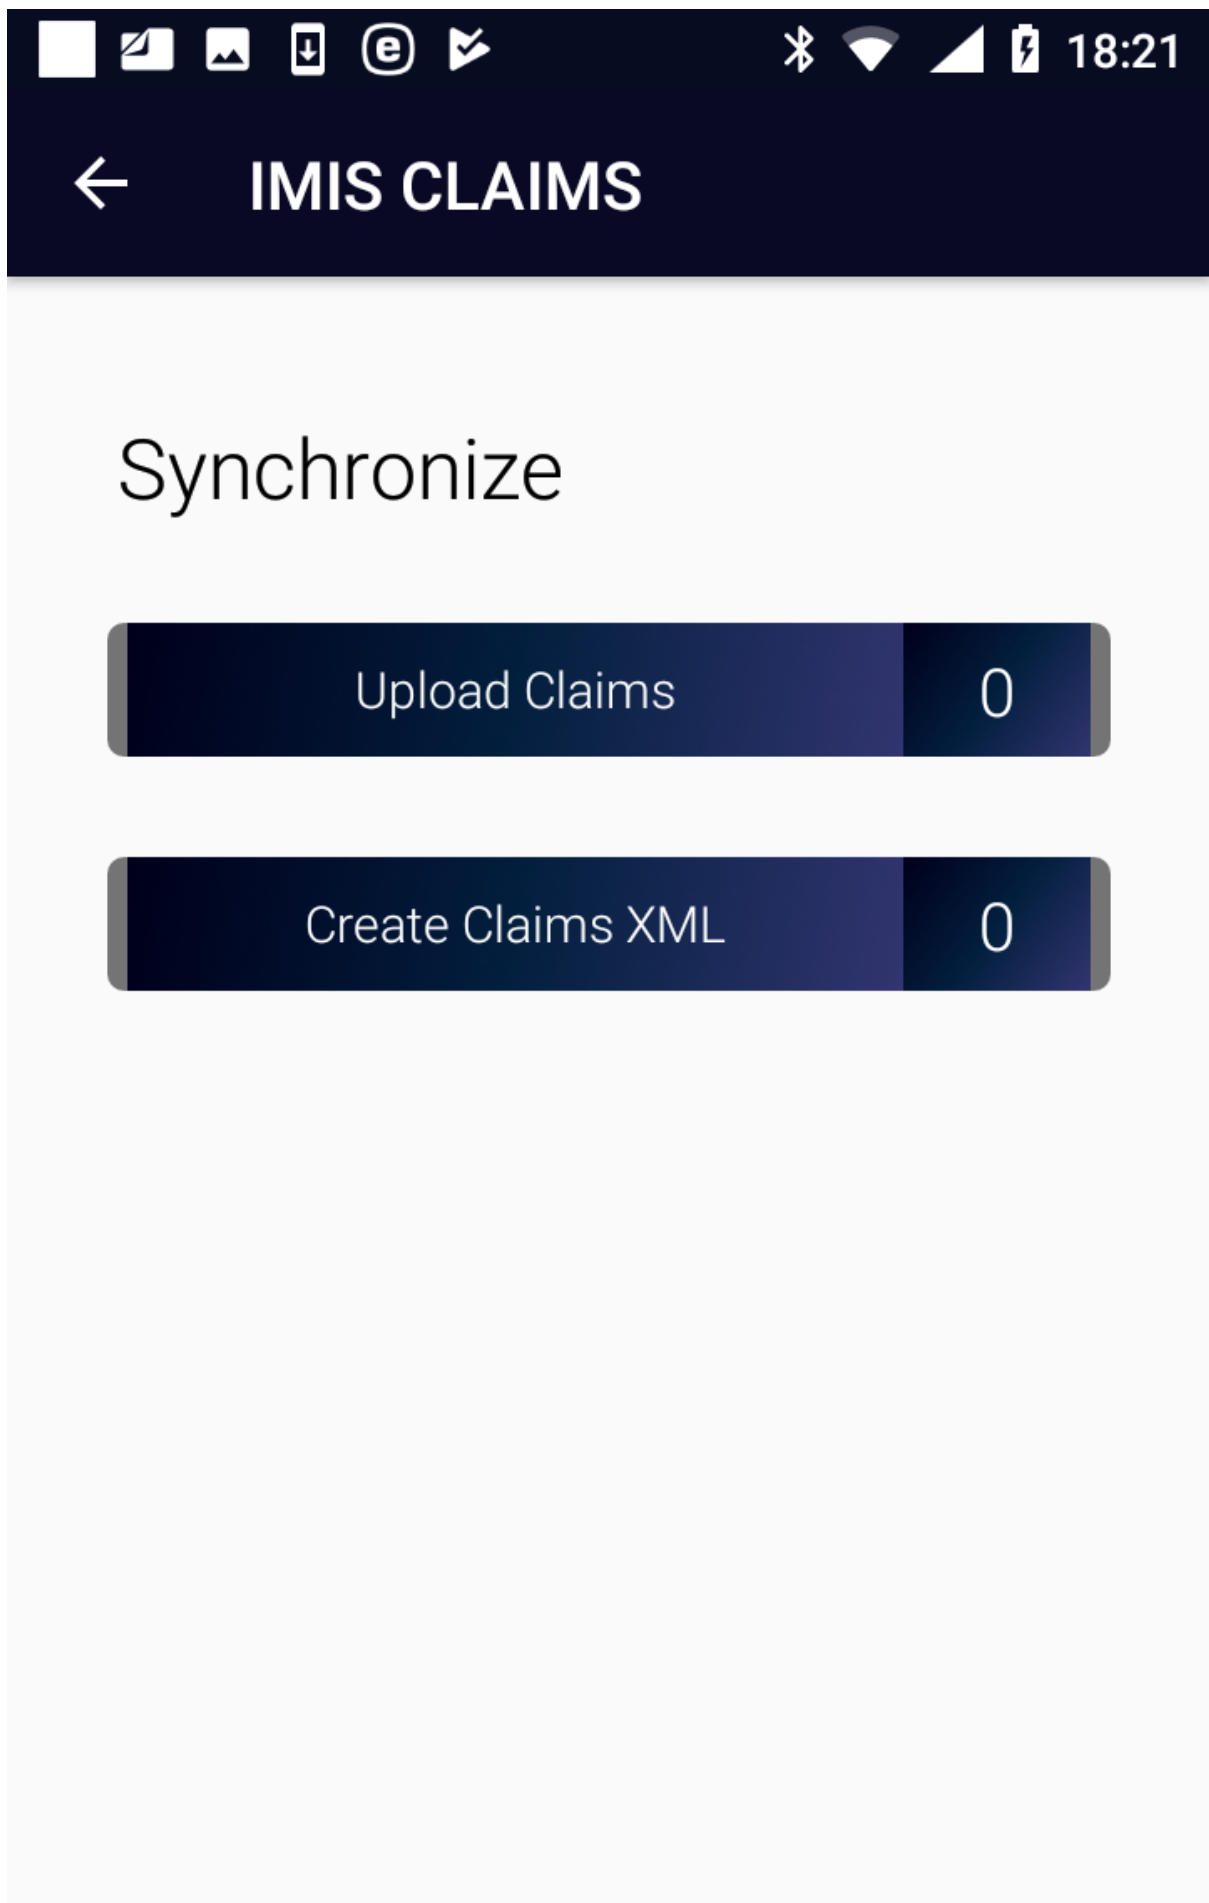 18:21
IMIS CLAIMS
Synchronize
Upload Claims 0
Create Claims XML 0